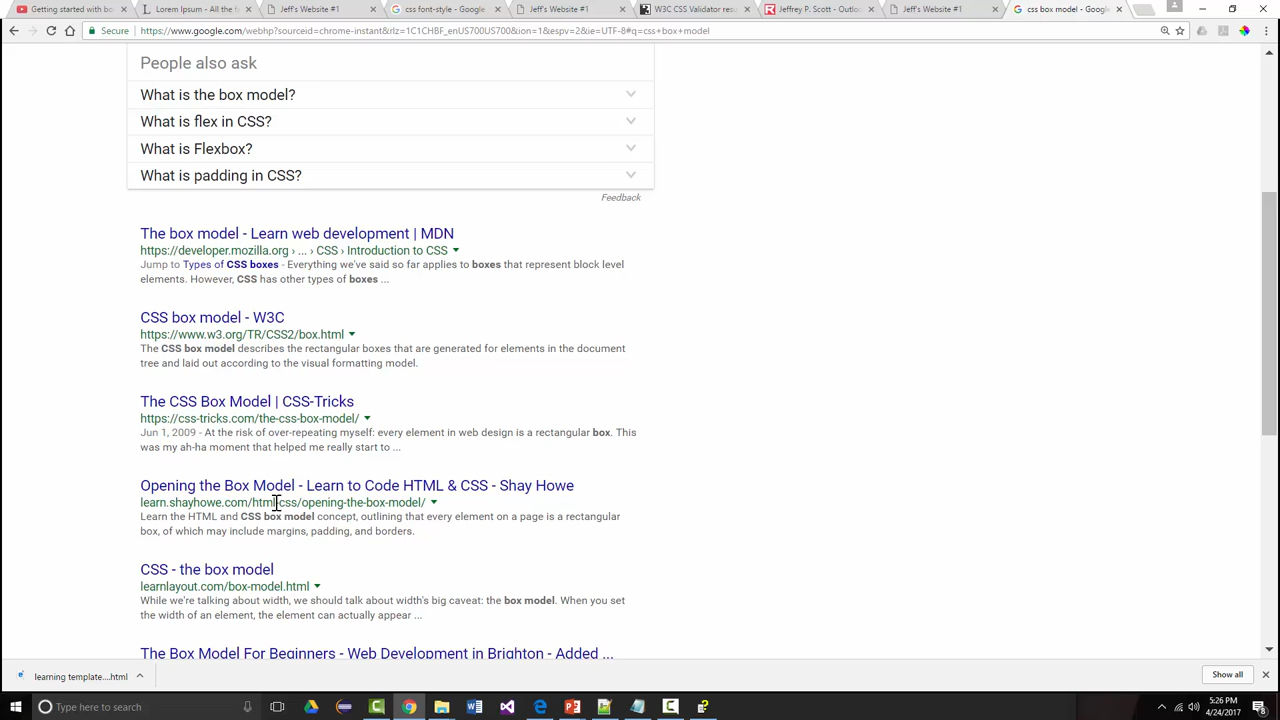 Getting started with bo
Lorem Ipsum - All the f
Jeff's Website #1
css font-style - Google
Jeff's Website #1
W3C CSS Validator resu
Jeffrey P. Scott - Outloo
Jeff's Website #1
css box model - Google
Secure https://www.google.com/webhp?sourceid=chrome-instant&rlz=1C1CHBF_enUS700US700&ion=1&espv=2&ie=UTF-8#q=css+box+model
People also ask
What is the box model?
What is flex in CSS?
What is Flexbox?
What is padding in CSS?
Feedback
The box model - Learn web development | MDN
https://developer.mozilla.org › ... › CSS › Introduction to CSS
Jump to Types of CSS boxes - Everything we've said so far applies to boxes that represent block level
elements. However, CSS has other types of boxes ...
CSS box model - W3C
https://www.w3.org/TR/CSS2/box.html
The CSS box model describes the rectangular boxes that are generated for elements in the document
tree and laid out according to the visual formatting model.
The CSS Box Model | CSS-Tricks
https://css-tricks.com/the-css-box-model/
Jun 1, 2009 - At the risk of over-repeating myself: every element in web design is a rectangular box. This
was my ah-ha moment that helped me really start to ...
Opening the Box Model - Learn to Code HTML & CSS - Shay Howe
learn.shayhowe.com/html-css/opening-the-box-model/
Learn the HTML and CSS box model concept, outlining that every element on a page is a rectangular
box, of which may include margins, padding, and borders.
CSS - the box model
learnlayout.com/box-model.html
While we're talking about width, we should talk about width's big caveat: the box model. When you set
the width of an element, the element can actually appear ...
The Box Model For Beginners - Web Development in Brighton - Added ...
learning template....html
Show all
Type here to search
5:26 PM
4/24/2017